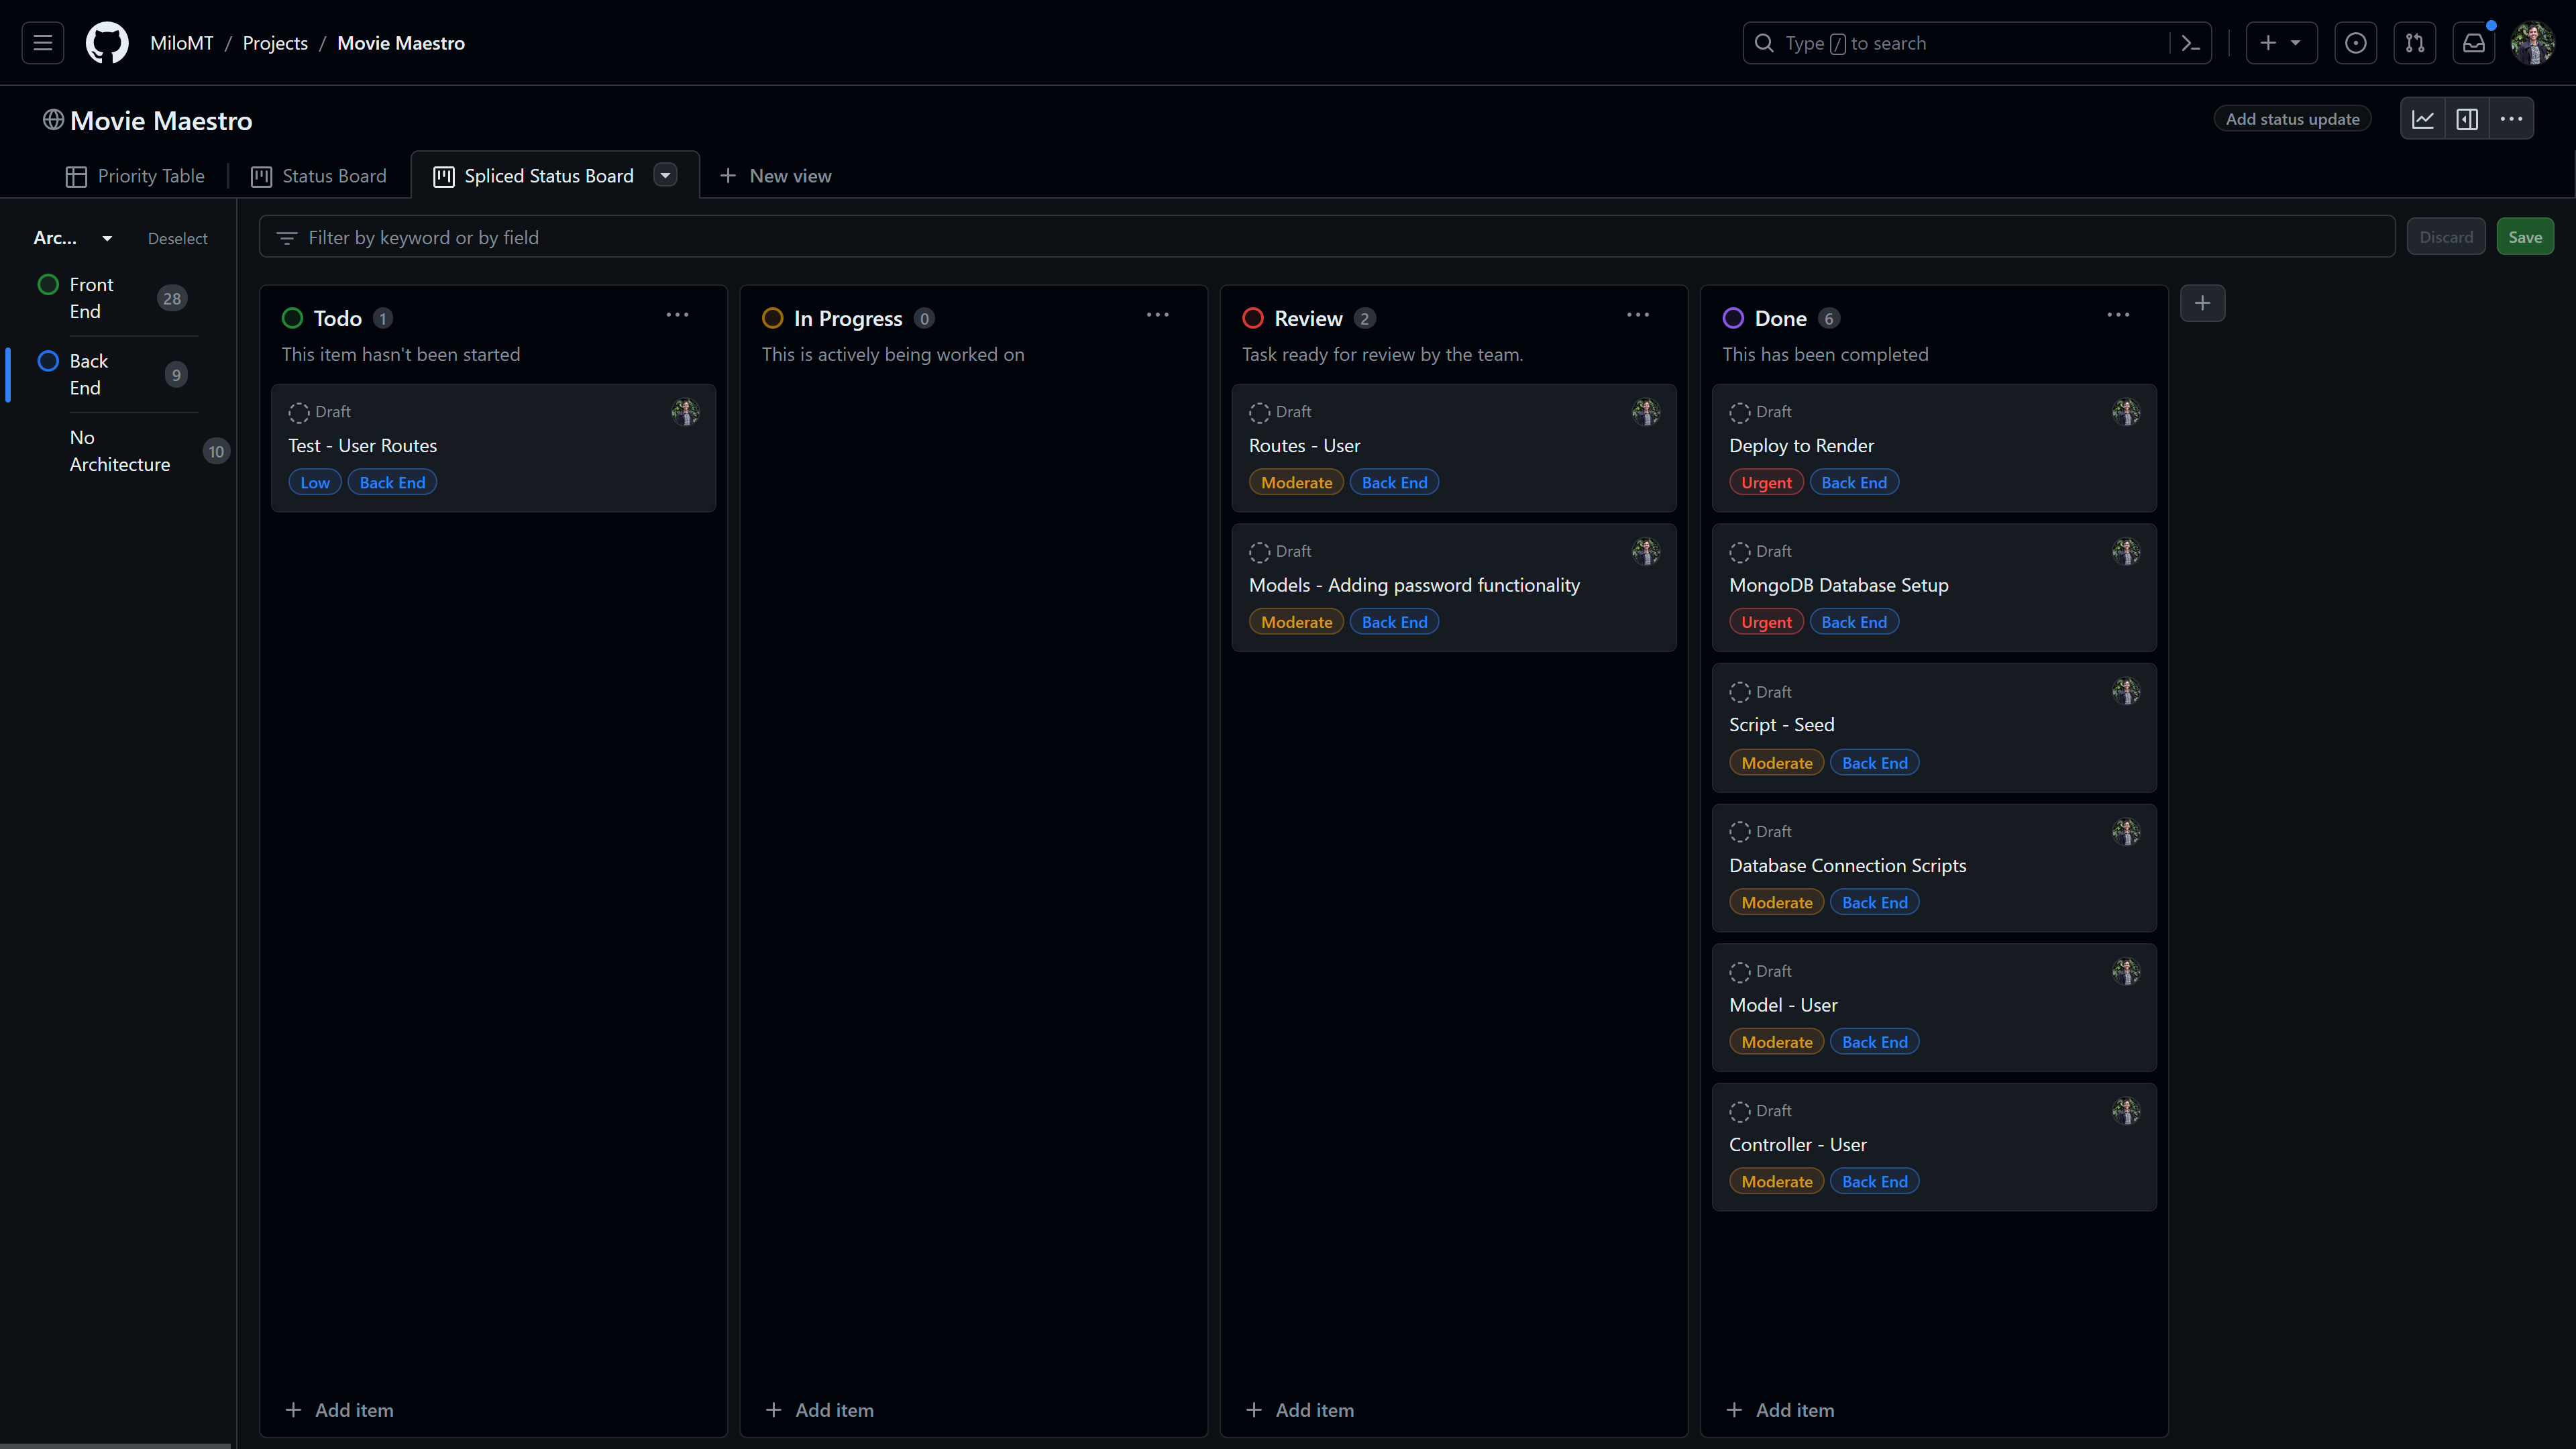 MiloMT / Projects / Movie Maestro
Type / to search
Movie Maestro
Add status update
Priority Table
Status Board
Spliced Status Board
New view
Arc...
Deselect
Front
End
28
Back
End
9
No
Architecture
10
Filter by keyword or by field
Discard
Save
Todo 1
This item hasn't been started
Draft
Test - User Routes
Low Back End
Add item
In Progress 0
This is actively being worked on
Add item
Review 2
Task ready for review by the team.
Draft
Routes - User
Moderate Back End
Draft
Models - Adding password functionality
Moderate Back End
Add item
Done 6
This has been completed
Draft
Deploy to Render
Urgent Back End
Draft
MongoDB Database Setup
Urgent Back End
Draft
Script - Seed
Moderate Back End
Draft
Database Connection Scripts
Moderate Back End
Draft
Model - User
Moderate Back End
Draft
Controller - User
Moderate Back End
Add item